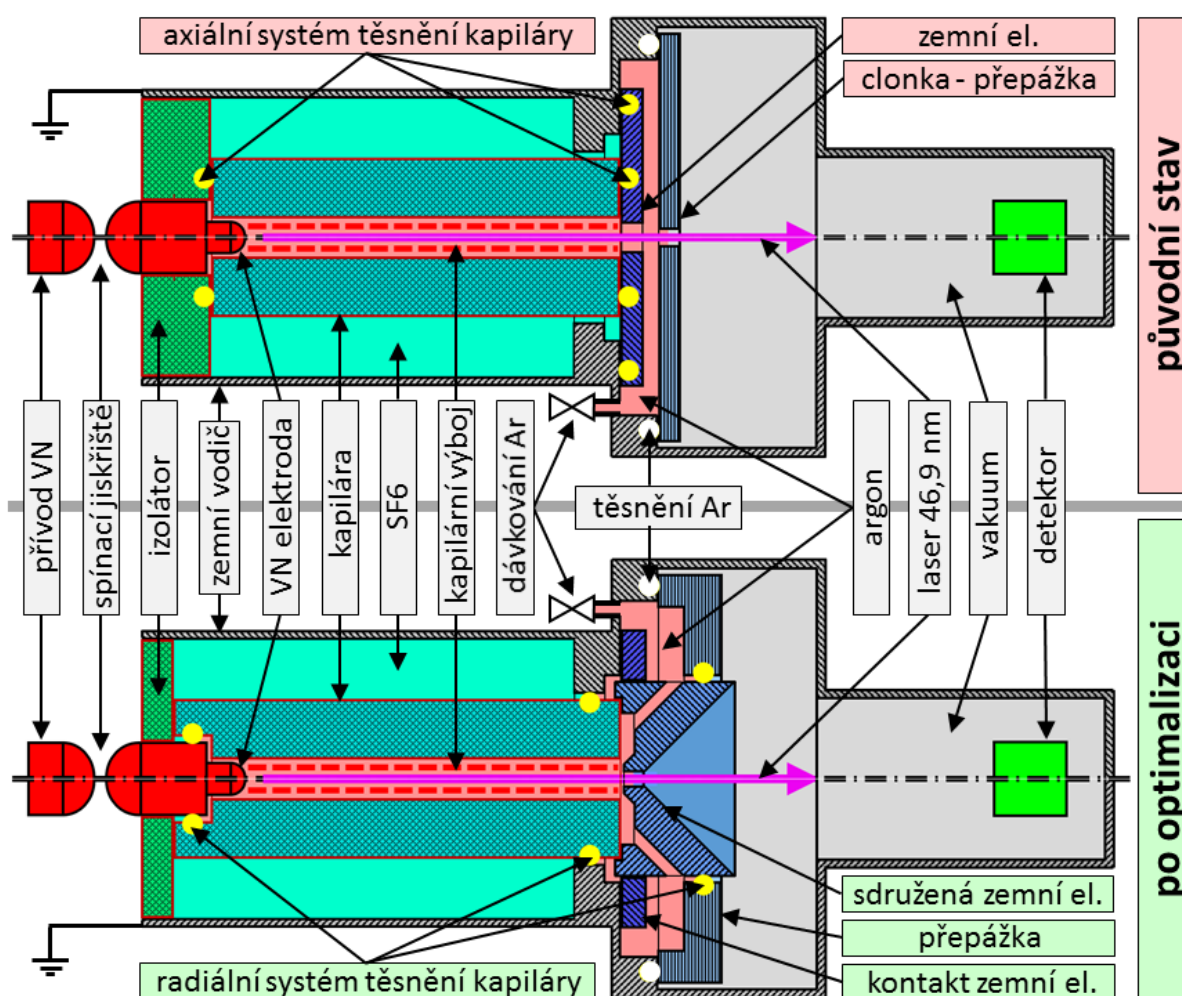 axiální systém těsnění kapiláry
zemní el.
clonka - přepážka
původní stav
přívod VN
spínací jiskřiště
izolátor
zemní vodič
VN elektroda
kapilára
SF6
kapilární výboj
dávkování Ar
těsnění Ar
argon
laser 46,9 nm
vakuum
detektor
po optimalizaci
sdružená zemní el.
přepážka
radiální systém těsnění kapiláry
kontakt zemní el.